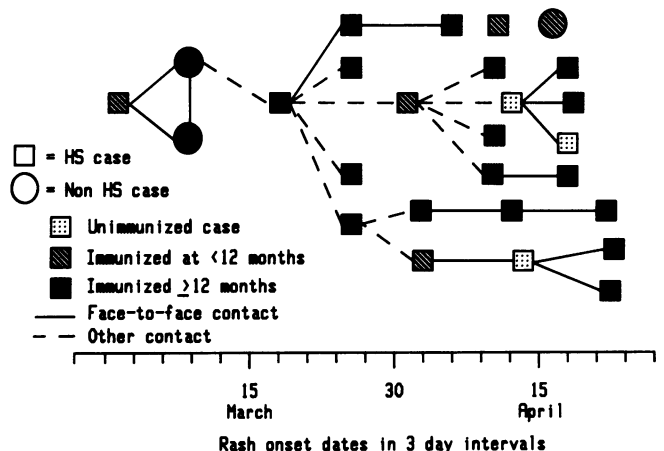 = HS case
= Non HS case
Unimmunized case
Immunized at <12 months
Immunized >12 months
Face-to-face contact
Other contact
15 30 15
March April
Rash onset dates in 3 day intervals